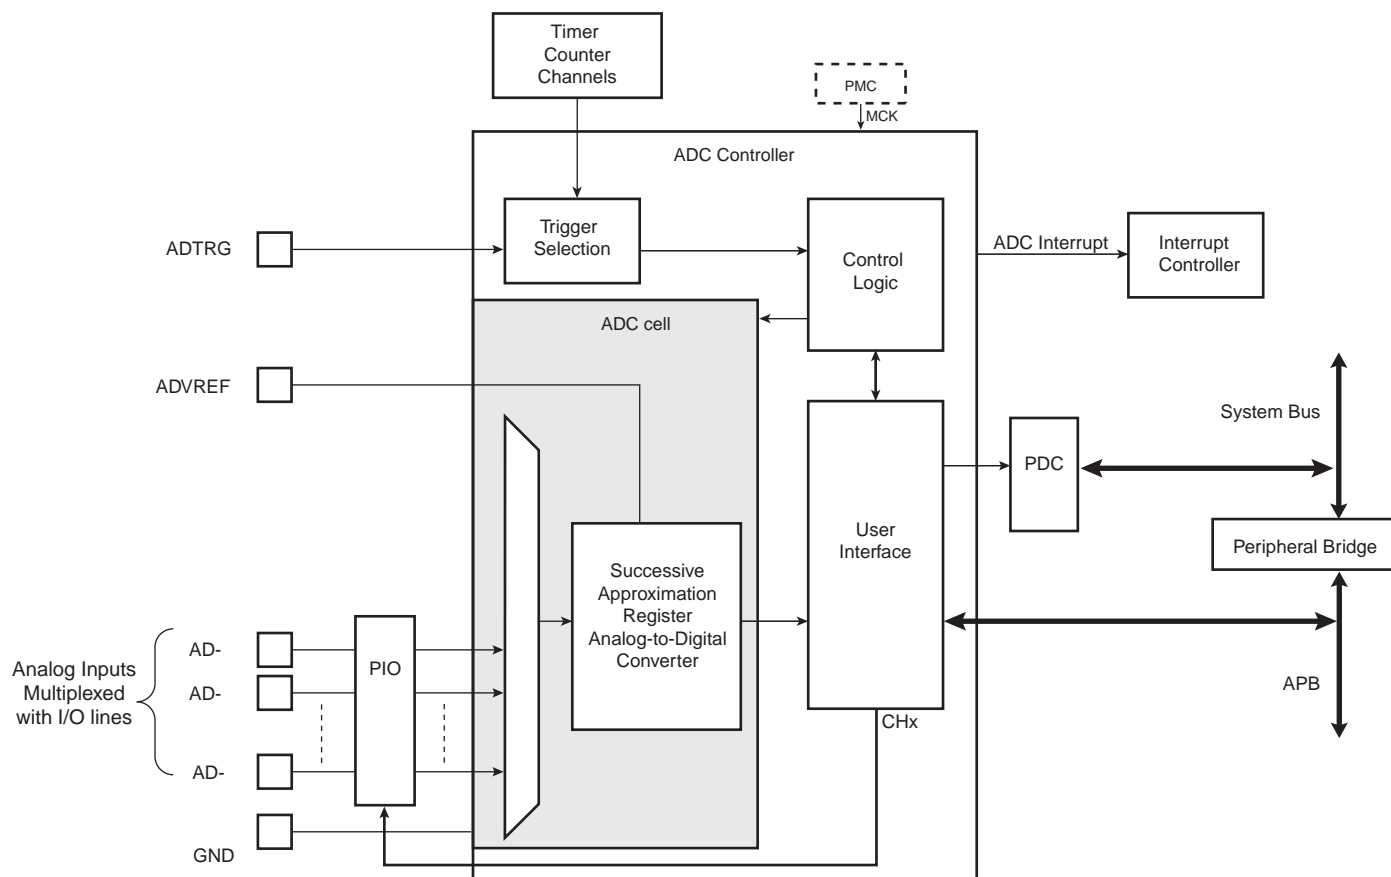 Timer
Counter
Channels
PMC
MCK
ADC Controller
ADTRG
Trigger
Selection
Control
Logic
ADC Interrupt
Interrupt
Controller
ADC cell
ADVREF
System Bus
PDC
User
Interface
Peripheral Bridge
Successive
Approximation
Register
Analog-to-Digital
Converter
Analog Inputs
Multiplexed
with I/O lines
AD-
AD-
AD-
PIO
APB
CHx
GND